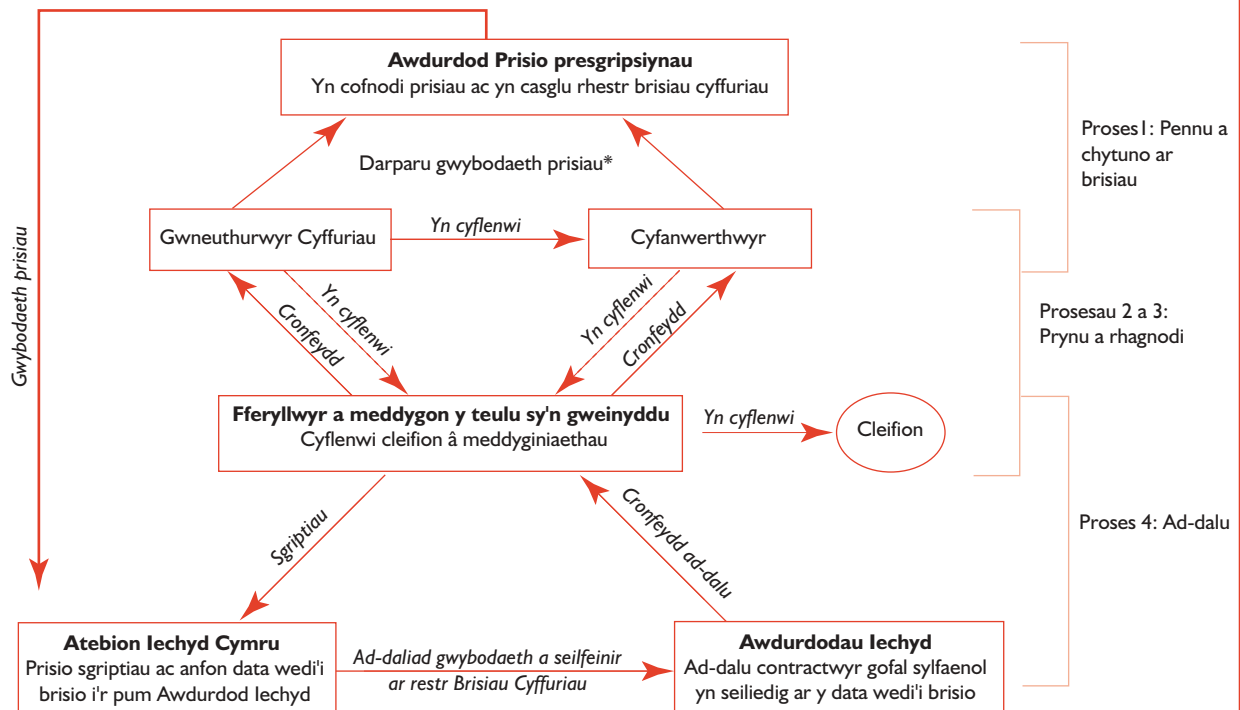 Awdurdod Prisio presgripsiynau
Yn cofnodi prisiau ac yn casglu rhestr brisiau cyffuriau
Proses1: Pennu a
chytuno ar
brisiau
Darparu gwybodaeth prisiau*
Gwneuthurwyr Cyffuriau
Yn cyflenwi
Cyfanwerthwyr
Gwybodaeth prisiau
Cronfeydd
Yn cyflenwi
Yn cyflenwi
Cronfeydd
Prosesau 2 a 3:
Prynu a rhagnodi
Fferyllwyr a meddygon y teulu sy'n gweinyddu
Cyflenwi cleifion â meddyginiaethau
Yn cyflenwi
Cleifion
Sgriptiau
Cronfeydd ad-dalu
Proses 4: Ad-dalu
Atebion Iechyd Cymru
Prisio sgriptiau ac anfon data wedi'i
brisio i'r pum Awdurdod Iechyd
Ad-daliad gwybodaeth a seilfeinir
ar restr Brisiau Cyffuriau
Awdurdodau Iechyd
Ad-dalu contractwyr gofal sylfaenol
yn seiliedig ar y data wedi'i brisio